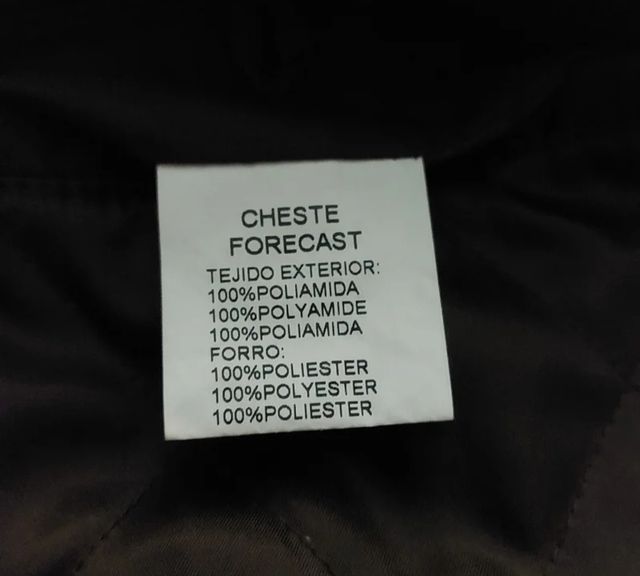 CHESTE
FORECAST
TEJIDO EXTERIOR:
100%POLIAMIDA
100%POLYAMIDE
100%POLIAMIDA
FORRO:
100%POLIESTER
100%POLYESTER
100%POLIESTER